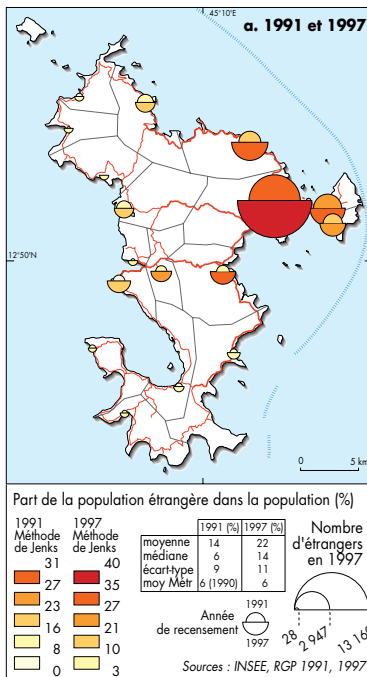 45°10'E
a. 1991 et 1997
12°50'N
0 5 km
Part de la population étrangère dans la population (%)
1991 Méthode de Jenks
31
27
23
16
8
0
1997 Méthode de Jenks
40
35
27
21
10
3
1991 (%) 1997 (%)
moyenne 14 22
médiane 6 14
écart-type 9 11
moy Métr 6 (1990) 6
Année de recensement
1991
1997
Nombre d'étrangers en 1997
28
2 947
Sources : INSEE, RGP 1991, 1997